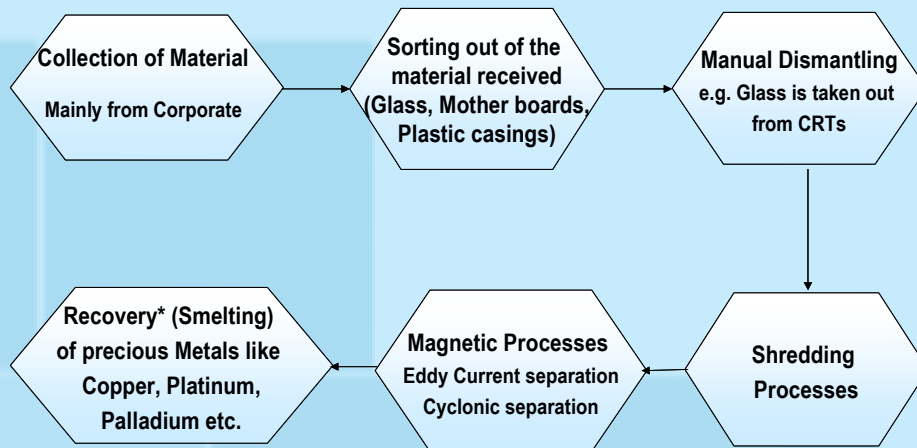 Collection of Material
Mainly from Corporate
Sorting out of the
material received
(Glass, Mother boards,
Plastic casings)
Manual Dismantling
e.g. Glass is taken out
from CRTs
Shredding
Processes
Magnetic Processes
Eddy Current separation
Cyclonic separation
Recovery* (Smelting)
of precious Metals like
Copper, Platinum,
Palladium etc.